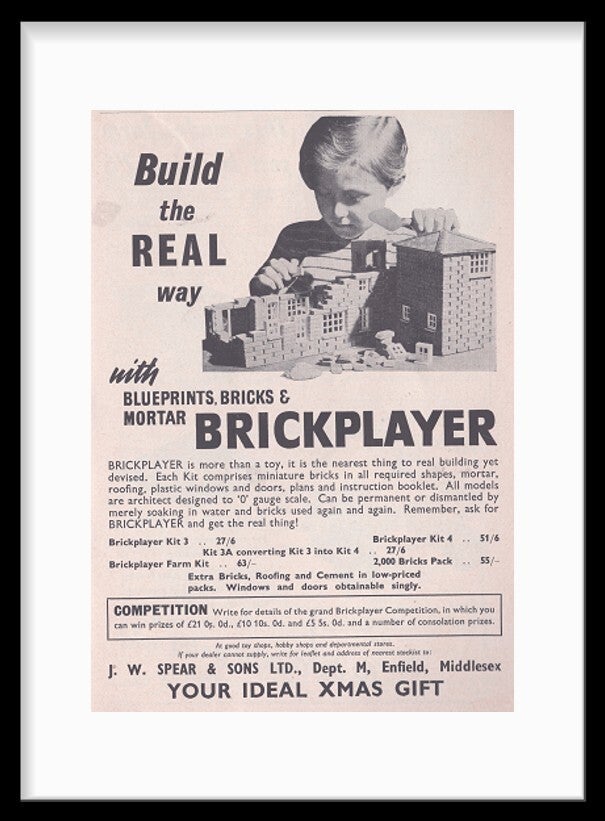 Build
the
REAL
way
with
BLUEPRINTS, BRICKS &
MORTAR BRICKPLAYER
BRICKPLAYER is more than a toy, it is the nearest thing to real building yet
devised. Each Kit comprises miniature bricks in all required shapes, mortar,
roofing, plastic windows and doors, plans and instruction booklet. All models
are architect designed to 'O' gauge scale. Can be permanent or dismantled by
merely soaking in water and bricks used again and again. Remember, ask for
BRICKPLAYER and get the real thing!
Brickplayer Kit 3 .. 27/6 Brickplayer Kit 4 .. 51/6
Kit 3A converting Kit 3 into Kit 4 .. 27/6
Brickplayer Farm Kit .. 63/- 2,000 Bricks Pack .. 55/-
Extra Bricks, Roofing and Cement in low-priced
packs. Windows and doors obtainable singly.
COMPETITION Write for details of the grand Brickplayer Competition, in which you
can win prizes of £21 0s. 0d., £10 10s. 0d. and £5 5s. 0d. and a number of consolation prizes.
At good toy shops, hobby shops and departmental stores.
If your dealer cannot supply, write for leaflet and address of nearest stockist to:
J. W. SPEAR & SONS LTD., Dept. M, Enfield, Middlesex
YOUR IDEAL XMAS GIFT